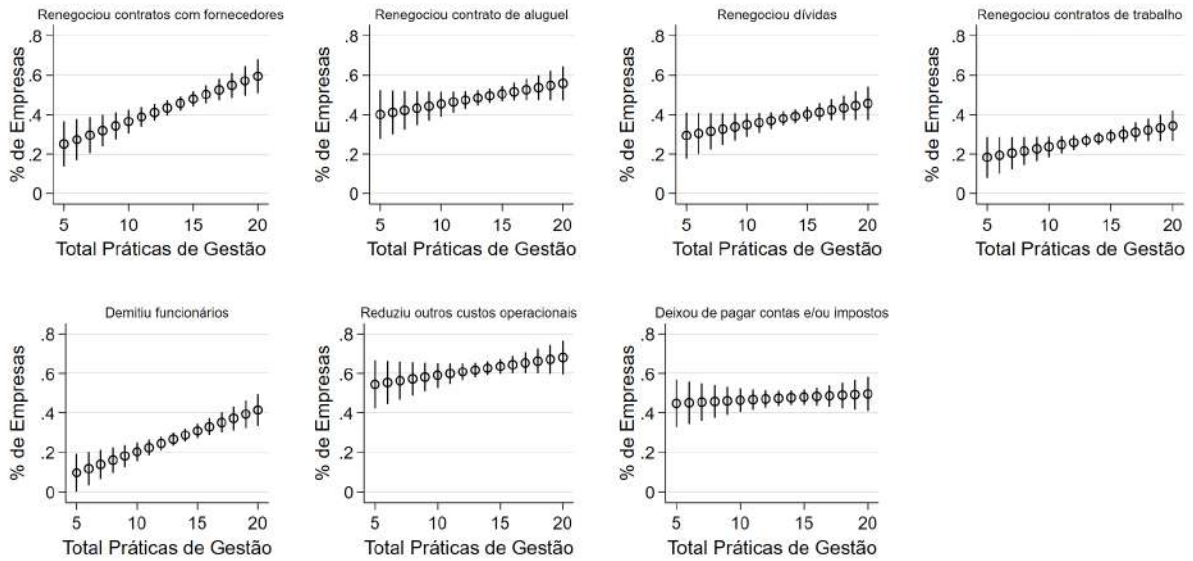 Renegociou contratos com fornecedores
% de Empresas
.8
.6
.4
.2
0
5 10 15 20
Total Práticas de Gestão
Renegociou contrato de aluguel
% de Empresas
.8
.6
.4
.2
0
5 10 15 20
Total Práticas de Gestão
Renegociou dívidas
% de Empresas
.8
.6
.4
.2
0
5 10 15 20
Total Práticas de Gestão
Renegociou contratos de trabalho
% de Empresas
.8
.6
.4
.2
0
5 10 15 20
Total Práticas de Gestão
Demitiu funcionários
% de Empresas
.8
.6
.4
.2
0
5 10 15 20
Total Práticas de Gestão
Reduziu outros custos operacionais
% de Empresas
.8
.6
.4
.2
0
5 10 15 20
Total Práticas de Gestão
Deixou de pagar contas e/ou impostos
% de Empresas
.8
.6
.4
.2
0
5 10 15 20
Total Práticas de Gestão